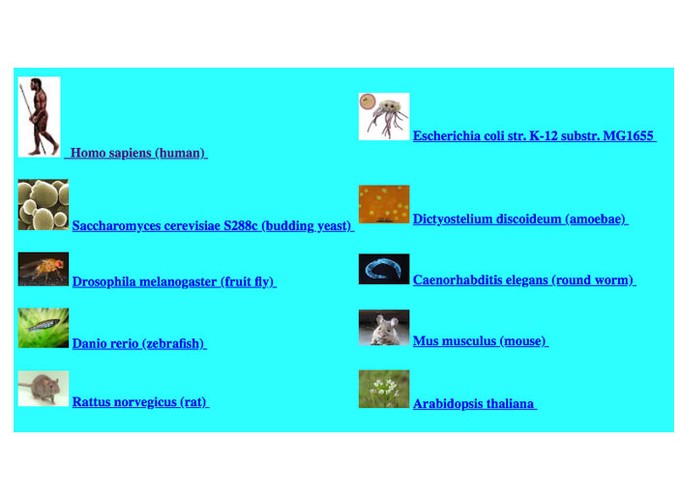 Homo sapiens (human)
Escherichia coli str. K-12 substr. MG1655
Saccharomyces cerevisiae S288c (budding yeast)
Dictyostelium discoideum (amoebae)
Drosophila melanogaster (fruit fly)
Caenorhabditis elegans (round worm)
Danio rerio (zebrafish)
Mus musculus (mouse)
Rattus norvegicus (rat)
Arabidopsis thaliana